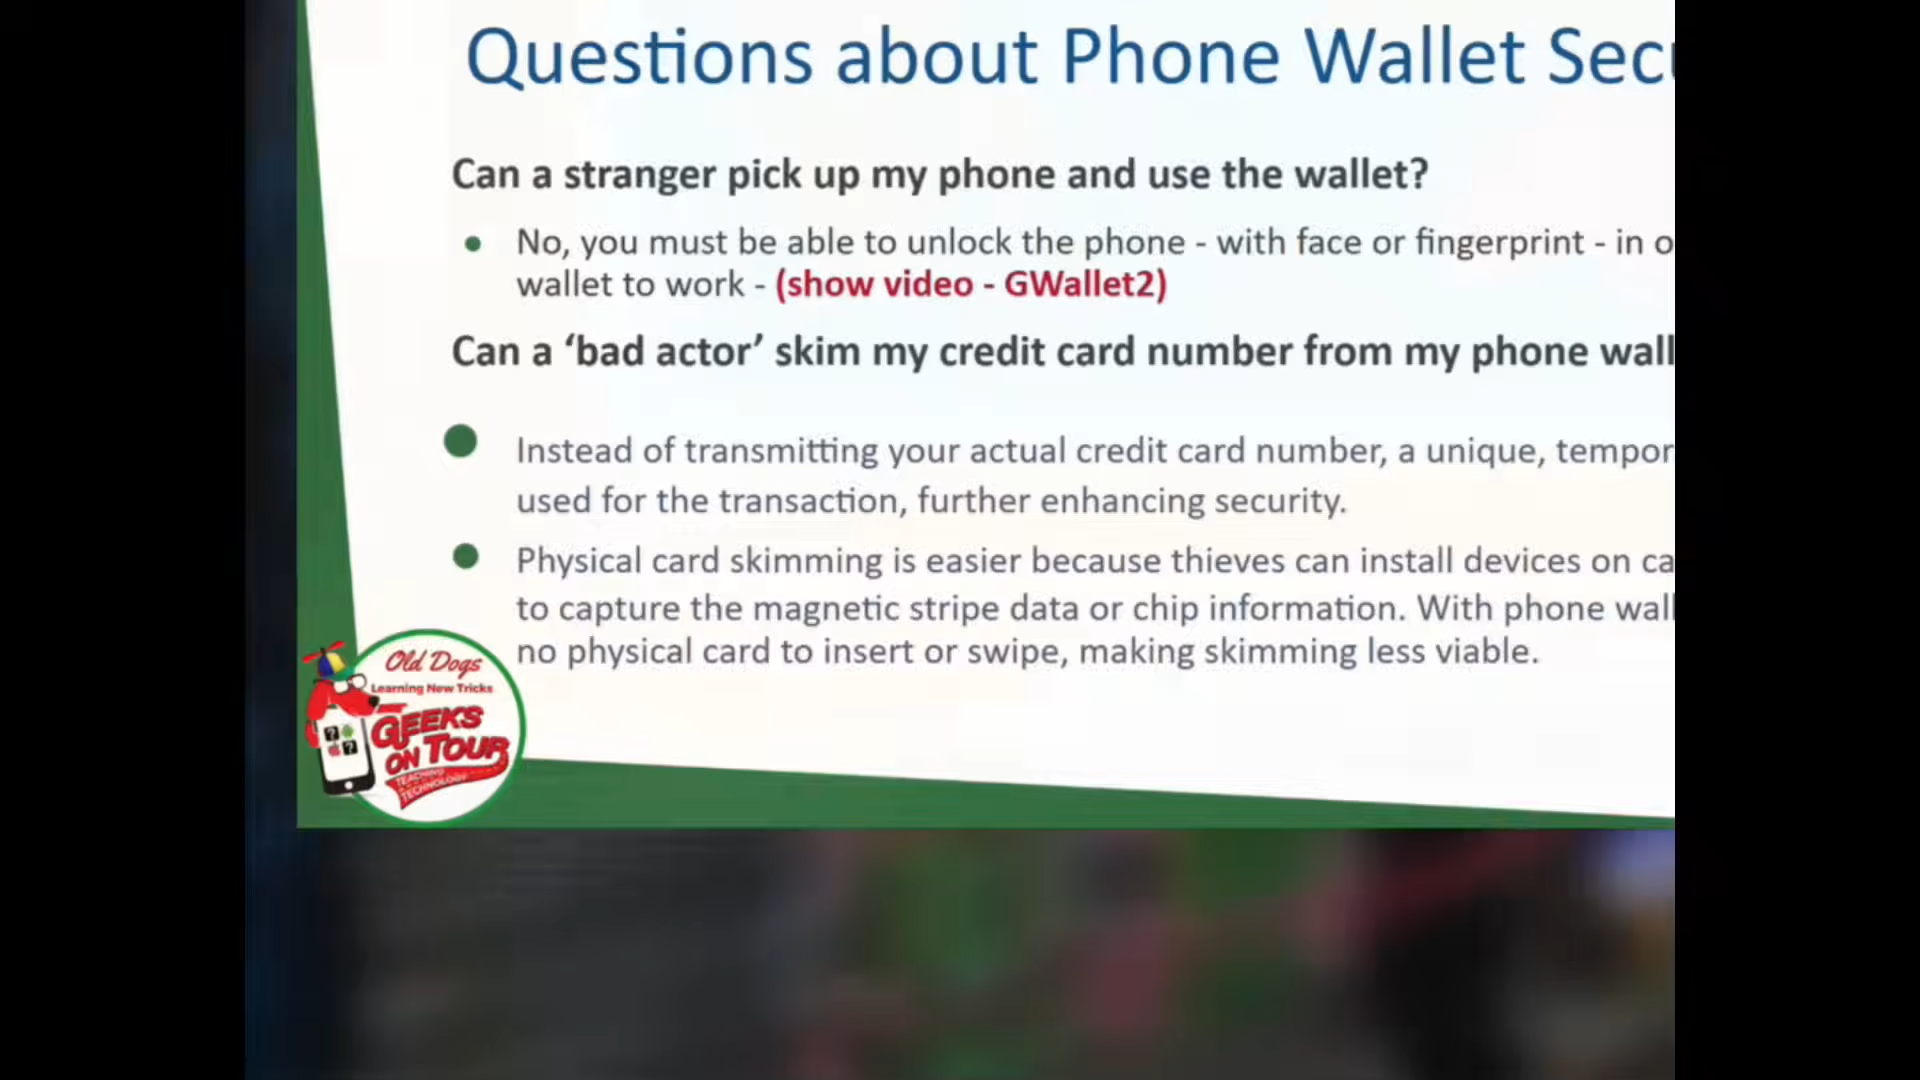 Questions about Phone Wallet
Can a stranger pick up my phone and use the wallet?
No, you must be able to unlock the phone - with face or fingerprint - in
wallet to work - (show video - GWallet2)
Can a ‘bad actor’ skim my credit card number from my phone
Instead of transmitting your actual credit card number, a unique,
used for the transaction, further enhancing security.
Physical card skimming is easier because thieves can install devices on
to capture the magnetic stripe data or chip information. With phone
no physical card to insert or swipe, making skimming less viable.
Old Dogs
Learning New Tricks
GEEKS
ON TOUR
TEACHING
TECHNOLOGY